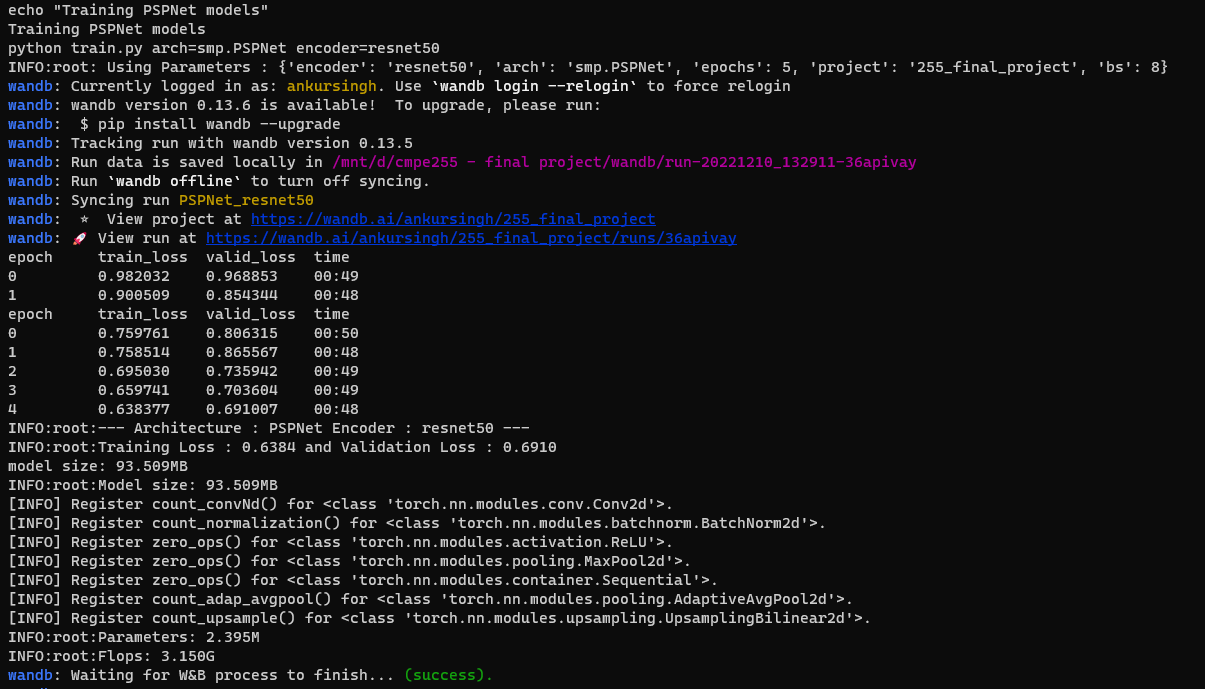 echo "Training PSPNet models"
Training PSPNet models
python train.py arch=smp.PSPNet encoder=resnet50
INFO:root: Using Parameters : {'encoder': 'resnet50', 'arch': 'smp.PSPNet', 'epochs': 5, 'project': '255_final_project', 'bs': 8}
wandb: Currently logged in as: ankursingh. Use `wandb login --relogin` to force relogin
wandb: wandb version 0.13.6 is available!  To upgrade, please run:
wandb:  $ pip install wandb --upgrade
wandb: Tracking run with wandb version 0.13.5
wandb: Run data is saved locally in /mnt/d/cmpe255 - final project/wandb/run-20221210_132911-36apivay
wandb: Run `wandb offline` to turn off syncing.
wandb: Syncing run PSPNet_resnet50
wandb:  ⭐ View project at https://wandb.ai/ankursingh/255_final_project
wandb: 🚀 View run at https://wandb.ai/ankursingh/255_final_project/runs/36apivay
epoch     train_loss  valid_loss  time
0         0.982032    0.968853    00:49
1         0.900509    0.854344    00:48
epoch     train_loss  valid_loss  time
0         0.759761    0.806315    00:50
1         0.758514    0.865567    00:48
2         0.695030    0.735942    00:49
3         0.659741    0.703604    00:49
4         0.638377    0.691007    00:48
INFO:root:--- Architecture : PSPNet Encoder : resnet50 ---
INFO:root:Training Loss : 0.6384 and Validation Loss : 0.6910
model size: 93.509MB
INFO:root:Model size: 93.509MB
[INFO] Register count_convNd() for <class 'torch.nn.modules.conv.Conv2d'>.
[INFO] Register count_normalization() for <class 'torch.nn.modules.batchnorm.BatchNorm2d'>.
[INFO] Register zero_ops() for <class 'torch.nn.modules.activation.ReLU'>.
[INFO] Register zero_ops() for <class 'torch.nn.modules.pooling.MaxPool2d'>.
[INFO] Register zero_ops() for <class 'torch.nn.modules.container.Sequential'>.
[INFO] Register count_adap_avgpool() for <class 'torch.nn.modules.pooling.AdaptiveAvgPool2d'>.
[INFO] Register count_upsample() for <class 'torch.nn.modules.upsampling.UpsamplingBilinear2d'>.
INFO:root:Parameters: 2.395M
INFO:root:Flops: 3.150G
wandb: Waiting for W&B process to finish... (success).